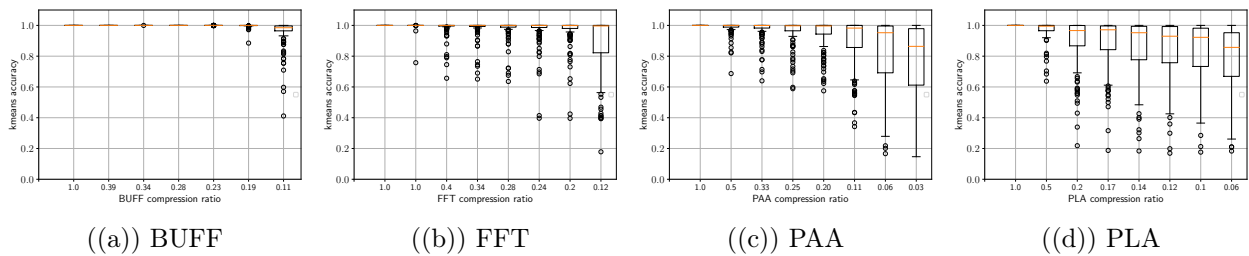 1.0
0.8
0.6
0.4
0.2
0.0
kmeans accuracy
1.0 0.39 0.34 0.28 0.23 0.19 0.11
BUFF compression ratio
((a)) BUFF
1.0
0.8
0.6
0.4
0.2
0.0
kmeans accuracy
1.0 1.0 0.4 0.34 0.28 0.24 0.2 0.12
FFT compression ratio
((b)) FFT
1.0
0.8
0.6
0.4
0.2
0.0
kmeans accuracy
1.0 0.5 0.33 0.25 0.20 0.11 0.06 0.03
PAA compression ratio
((c)) PAA
1.0
0.8
0.6
0.4
0.2
0.0
kmeans accuracy
1.0 0.5 0.2 0.17 0.14 0.12 0.1 0.06
PLA compression ratio
((d)) PLA